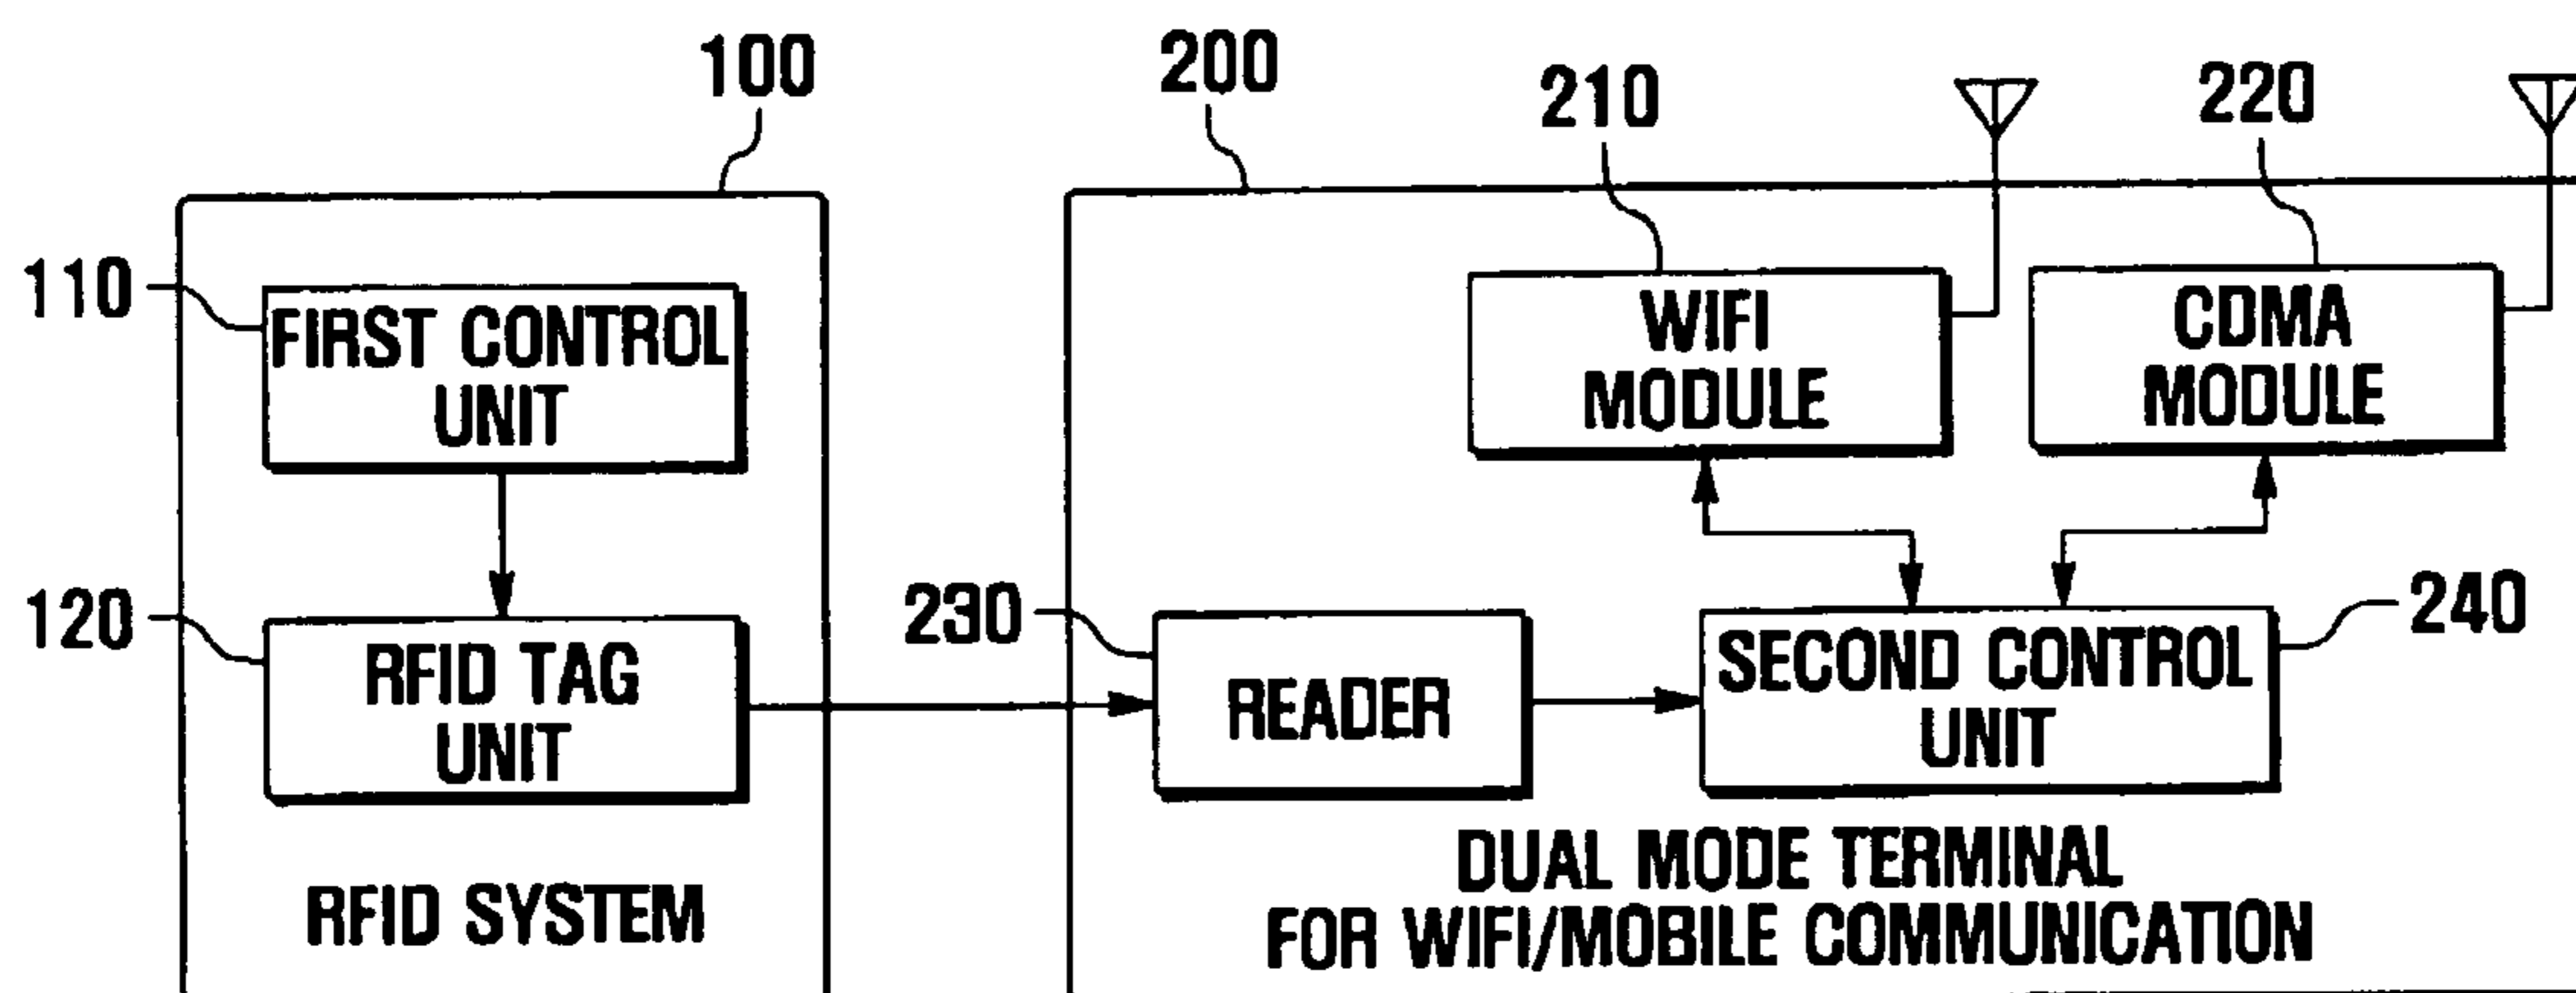 100
200
210
220
110
FIRST CONTROL
UNIT
WIFI
MODULE
CDMA
MODULE
120
RFID TAG
UNIT
230
READER
SECOND CONTROL
UNIT
240
RFID SYSTEM
DUAL MODE TERMINAL
FOR WIFI/MOBILE COMMUNICATION